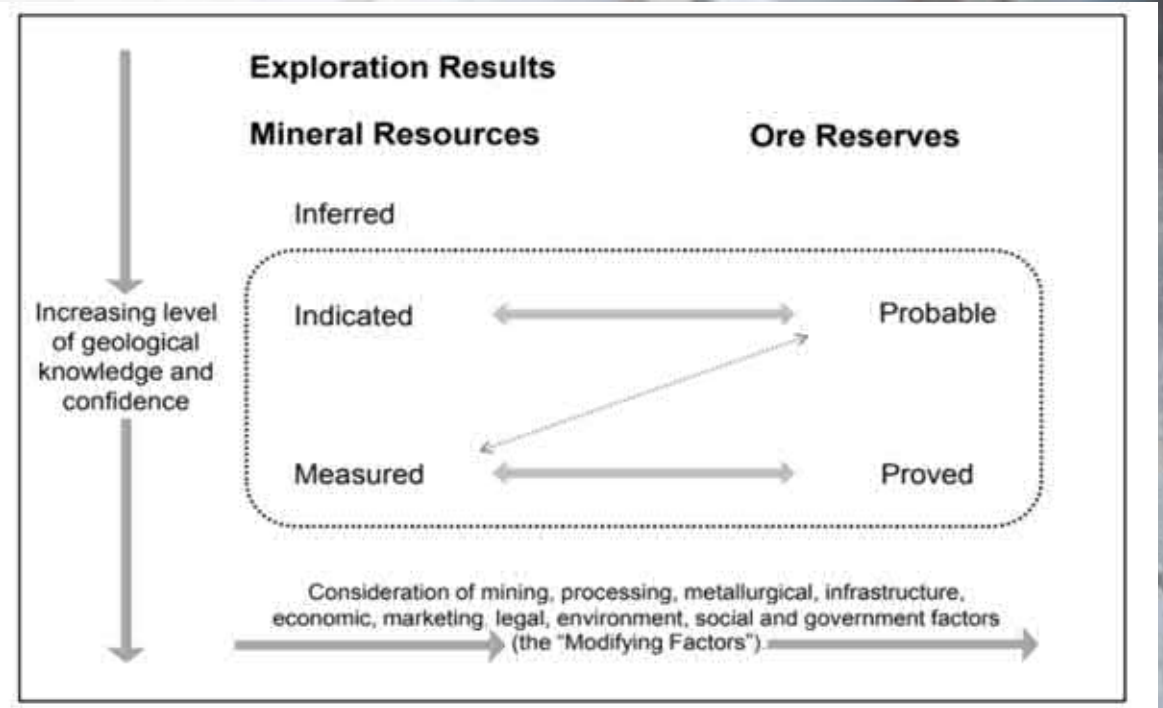 Exploration Results
Mineral Resources
Ore Reserves
Inferred
Increasing level
of geological
knowledge and
confidence
Indicated
Probable
Measured
Proved
Consideration of mining, processing, metallurgical, infrastructure,
economic, marketing legal, environment, social and government factors
(the “Modifying Factors”).